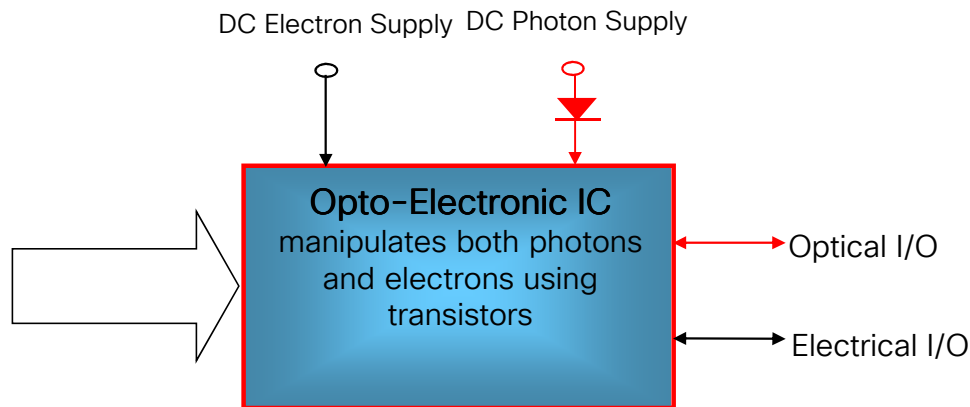 DC Electron Supply
DC Photon Supply
Opto-Electronic IC
manipulates both photons
and electrons using
transistors
Optical I/O
Electrical I/O